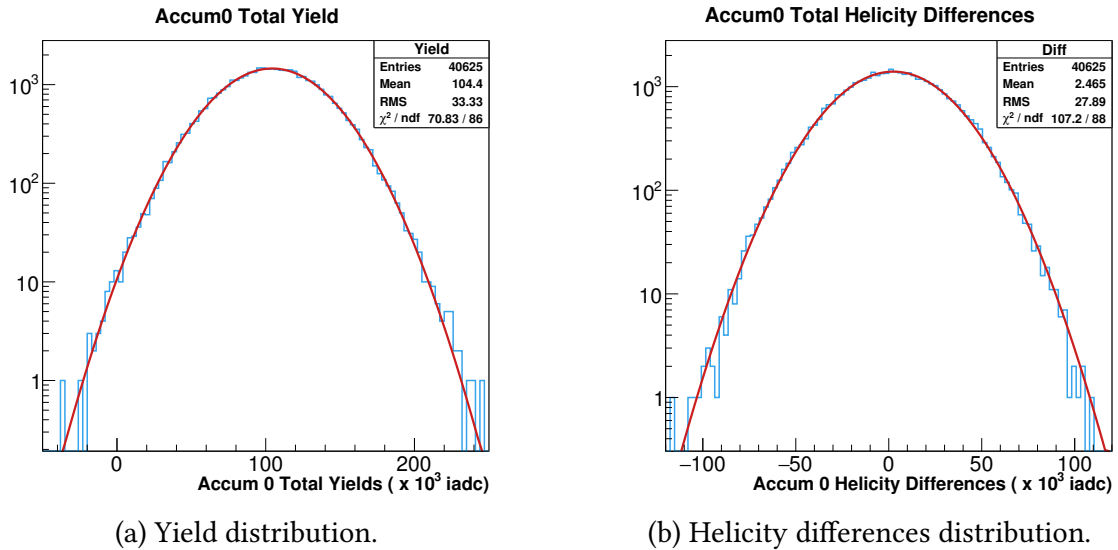 Accum0 Total Yield
Yield
Entries 40625
Mean 104.4
RMS 33.33
χ² / ndf 70.83 / 86
10³
10²
10
1
0 100 200
Accum 0 Total Yields ( x 10³ iadc)
(a) Yield distribution.
Accum0 Total Helicity Differences
Diff
Entries 40625
Mean 2.465
RMS 27.89
χ² / ndf 107.2 / 88
10³
10²
10
1
−100 −50 0 50 100
Accum 0 Helicity Differences ( x 10³ iadc)
(b) Helicity differences distribution.